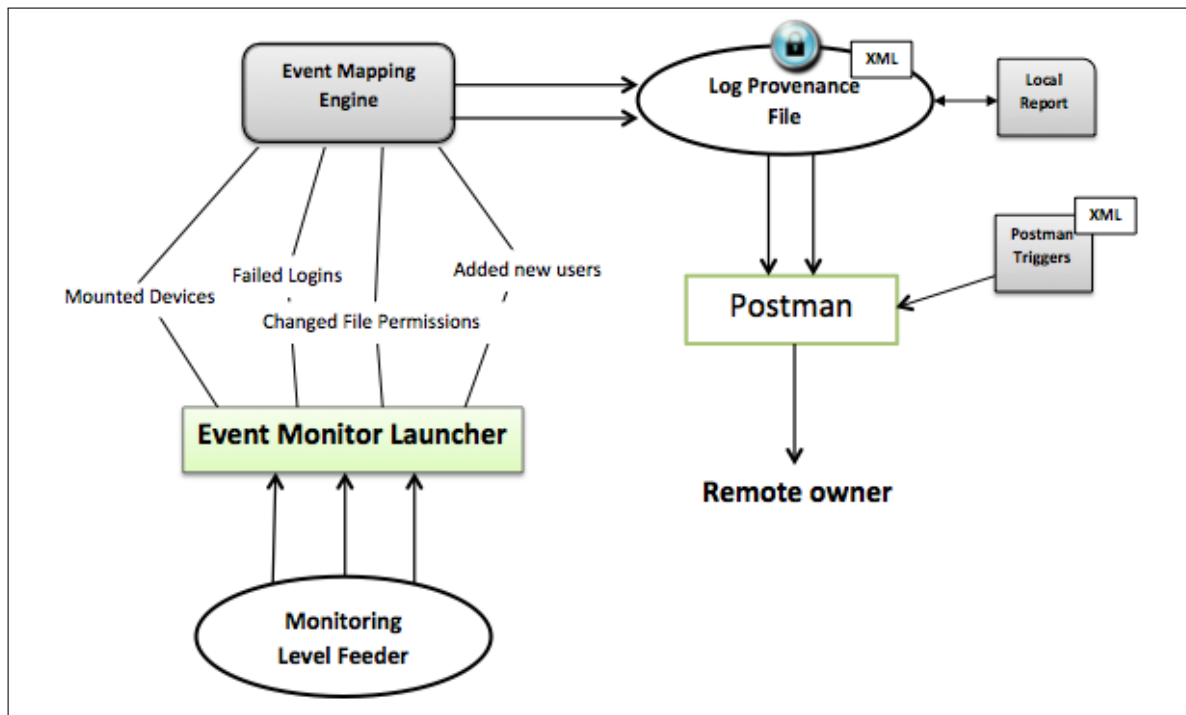 Event Mapping
Engine
XML
Log Provenance
File
Local
Report
XML
Postman
Triggers
Mounted Devices
Failed Logins
Changed File Permissions
Added new users
Postman
Event Monitor Launcher
Remote owner
Monitoring
Level Feeder